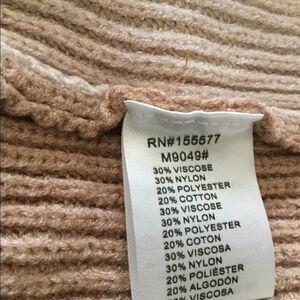 RN#155577
M9049#
30% VISCOSE
30% NYLON
20% POLYESTER
20% COTTON
30% VISCOSE
30% NYLON
20% POLYESTER
20% COTON
30% VISCOSA
30% NYLON
20% POLIÉSTER
20% ALGODÓN
VISCOSA